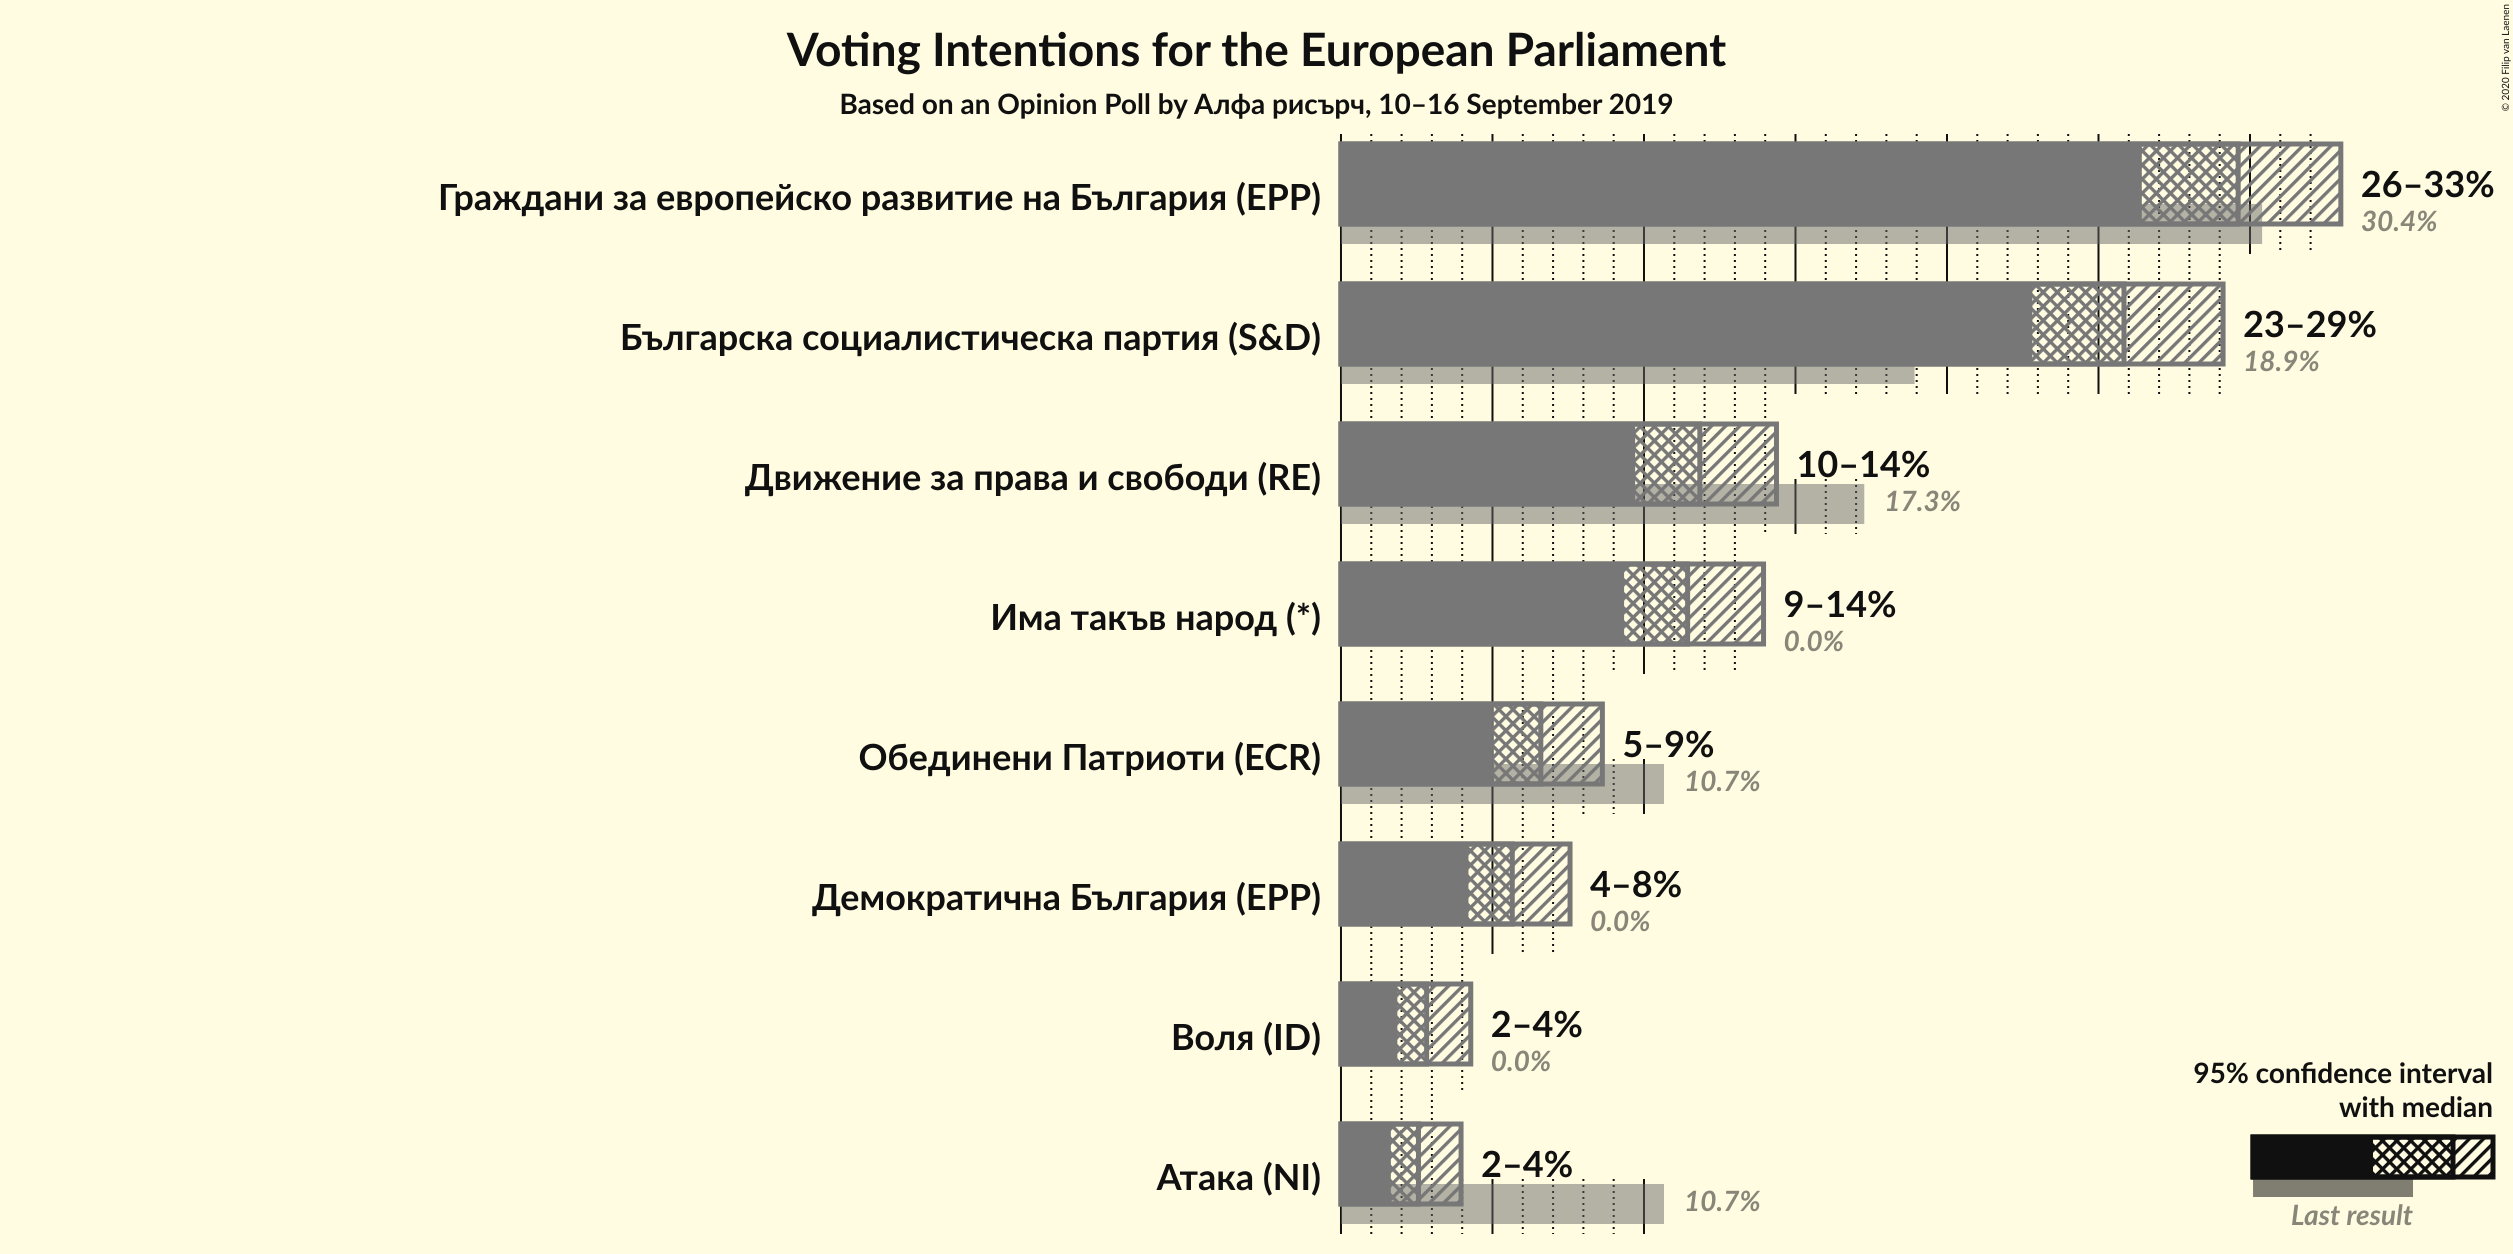 Voting Intentions for the European Parliament
Based on an Opinion Poll by Алфа рисърч, 10–16 September 2019
© 2020 Filip van Laenen
Граждани за европейско развитие на България (EPP)
26–33%
30.4%
Българска социалистическа партия (S&D)
23–29%
18.9%
Движение за права и свободи (RE)
10–14%
17.3%
Има такъв народ (*)
9–14%
0.0%
Обединени Патриоти (ECR)
5–9%
10.7%
Демократична България (EPP)
4–8%
0.0%
Воля (ID)
2–4%
0.0%
Атака (NI)
2–4%
10.7%
95% confidence interval
with median
Last result